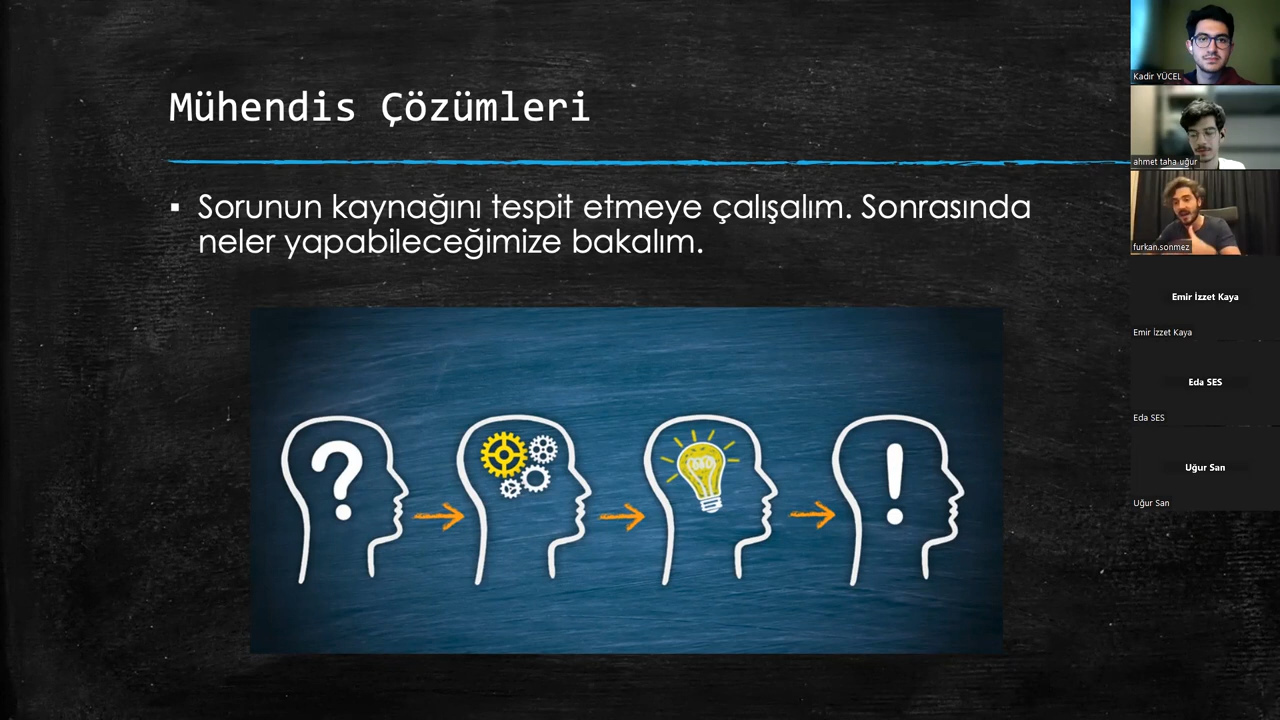 Mühendis Çözümleri
▪ Sorunun kaynağını tespit etmeye çalışalım. Sonrasında
neler yapabileceğimize bakalım.
?
!
Kadir YÜCEL
ahmet taha uğur
furkan.sonmez
Emir İzzet Kaya
Emir İzzet Kaya
Eda SES
Eda SES
Uğur San
Uğur San